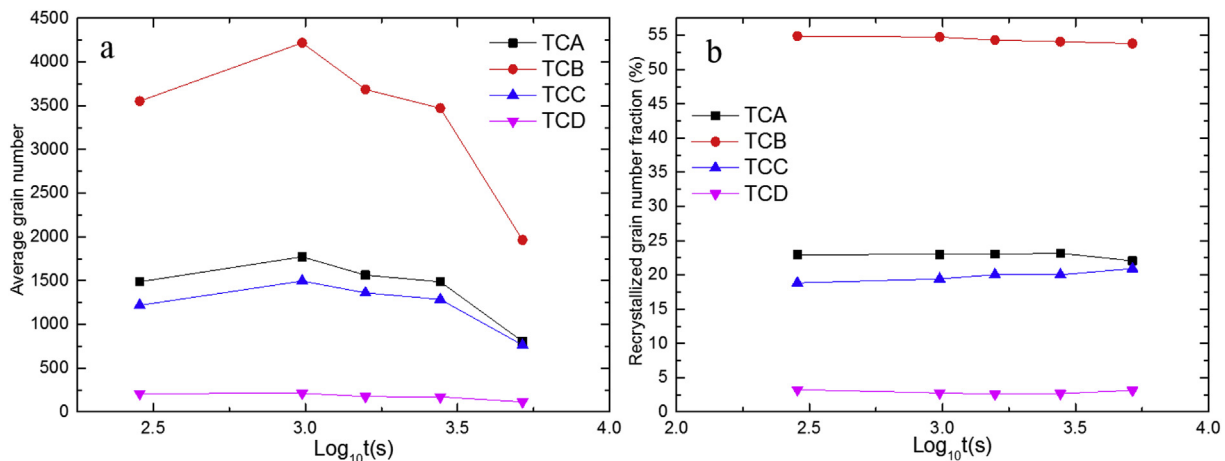 a
Average grain number
4500
4000
3500
3000
2500
2000
1500
1000
500
0
TCA
TCB
TCC
TCD
2.5 3.0 3.5 4.0
Log10t(s)
b
Recrystallized grain number fraction (%)
55
50
45
40
35
30
25
20
15
10
5
0
TCA
TCB
TCC
TCD
2.0 2.5 3.0 3.5 4.0
Log10t(s)